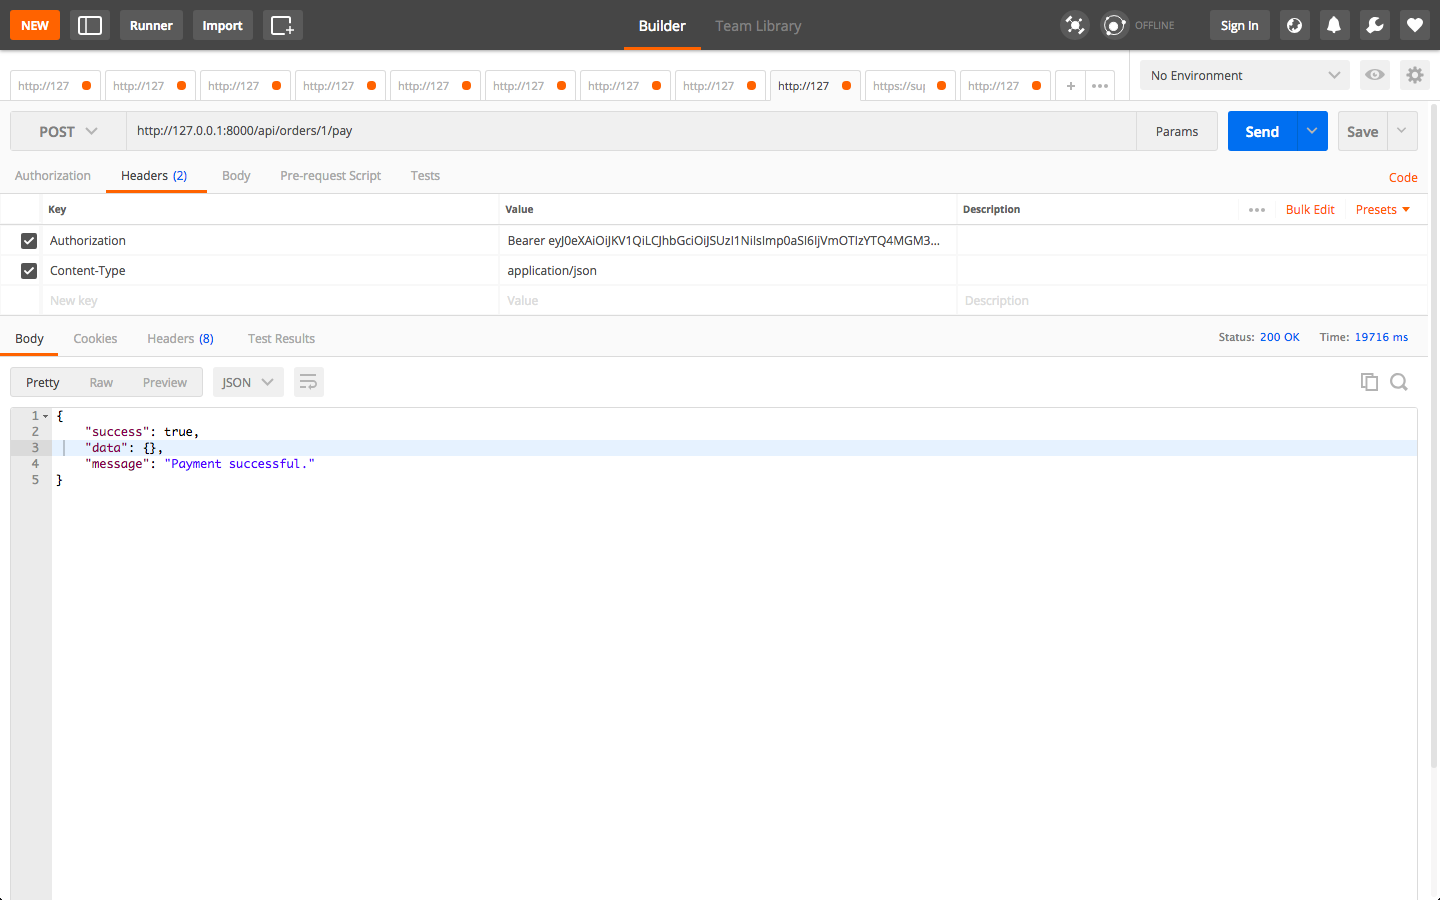 NEW Runner Import Builder Team Library OFFLINE Sign In
http://127 http://127 http://127 http://127 http://127 http://127 http://127 http://127 http://127 https://su http://127 + ••• No Environment
POST http://127.0.0.1:8000/api/orders/1/pay Params Send Save
Authorization Headers (2) Body Pre-request Script Tests Code
Key Value Description ••• Bulk Edit Presets
Authorization Bearer eyJ0eXAiOiJKV1QiLCJhbGciOiJSUzI1NiIsImp0aSI6IjVmOTIzYTQ4MGM3...
Content-Type application/json
New key Value Description
Body Cookies Headers (8) Test Results Status: 200 OK Time: 19716 ms
Pretty Raw Preview JSON
1 {
2 "success": true,
3 "data": {},
4 "message": "Payment successful."
5 }